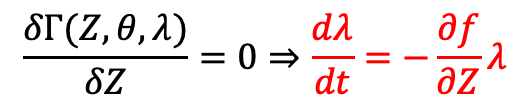 δΓ(Z, θ, λ)/δZ = 0 ⇒ dλ/dt = − ∂f/∂Z λ